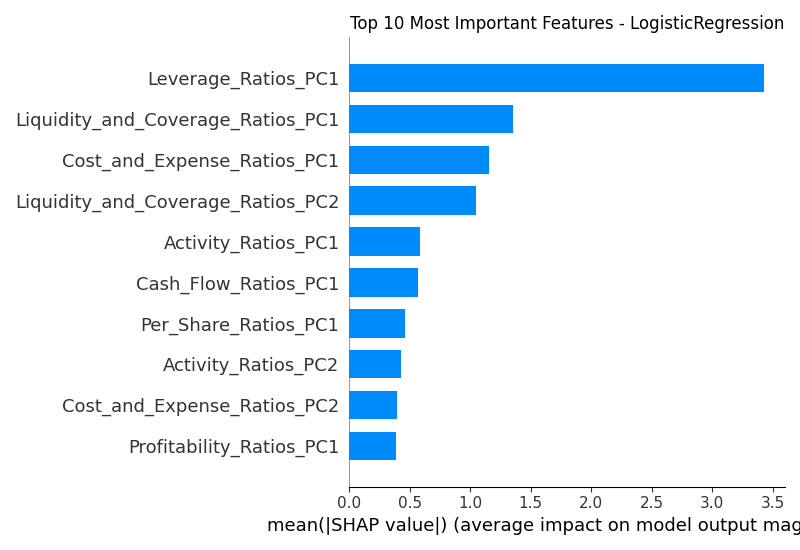 Top 10 Most Important Features - LogisticRegression
Leverage_Ratios_PC1
Liquidity_and_Coverage_Ratios_PC1
Cost_and_Expense_Ratios_PC1
Liquidity_and_Coverage_Ratios_PC2
Activity_Ratios_PC1
Cash_Flow_Ratios_PC1
Per_Share_Ratios_PC1
Activity_Ratios_PC2
Cost_and_Expense_Ratios_PC2
Profitability_Ratios_PC1
0.0 0.5 1.0 1.5 2.0 2.5 3.0 3.5
mean(|SHAP value|) (average impact on model output mag